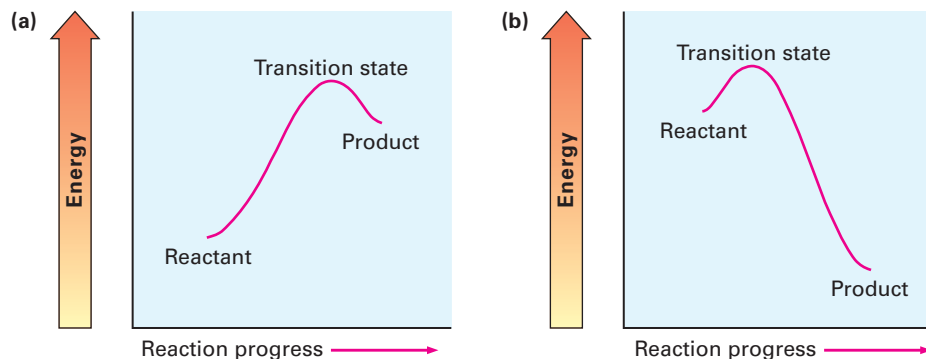 (a)
Energy
Transition state
Product
Reactant
Reaction progress
(b)
Energy
Transition state
Reactant
Product
Reaction progress